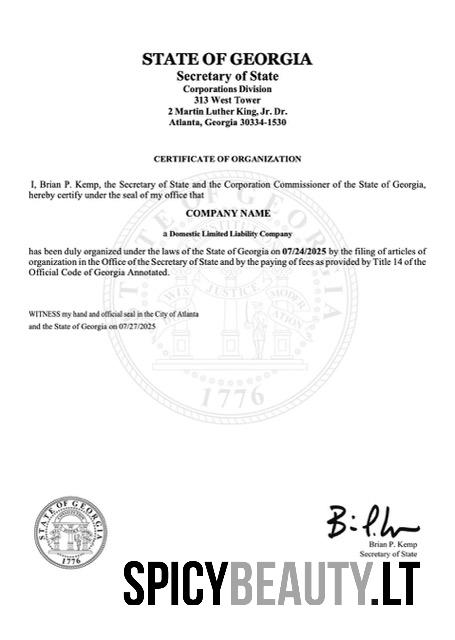 STATE OF GEORGIA
Secretary of State
Corporations Division
313 West Tower
2 Martin Luther King, Jr. Dr.
Atlanta, Georgia 30334-1530
CERTIFICATE OF ORGANIZATION
I, Brian P. Kemp, the Secretary of State and the Corporation Commissioner of the State of Georgia,
hereby certify under the seal of my office that
COMPANY NAME
a Domestic Limited Liability Company
has been duly organized under the laws of the State of Georgia on 07/24/2025 by the filing of articles of
organization in the Office of the Secretary of State and by the paying of fees as provided by Title 14 of the
Official Code of Georgia Annotated.
WITNESS my hand and official seal in the City of Atlanta
and the State of Georgia on 07/27/2025
STATE OF GEORGIA
WIS
JUSTICE
MODER
ATION
1776
STATE OF GEORGIA
1776
Brian P. Kemp
Secretary of State
SPICYBEAUTY.LT